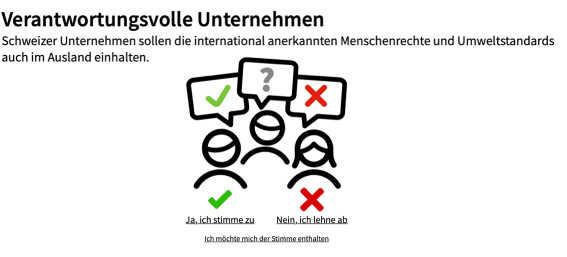 Verantwortungsvolle Unternehmen
Schweizer Unternehmen sollen die international anerkannten Menschenrechte und Umweltstandards
auch im Ausland einhalten.
?
Ja, ich stimme zu
Nein, ich lehne ab
Ich möchte mich der Stimme enthalten